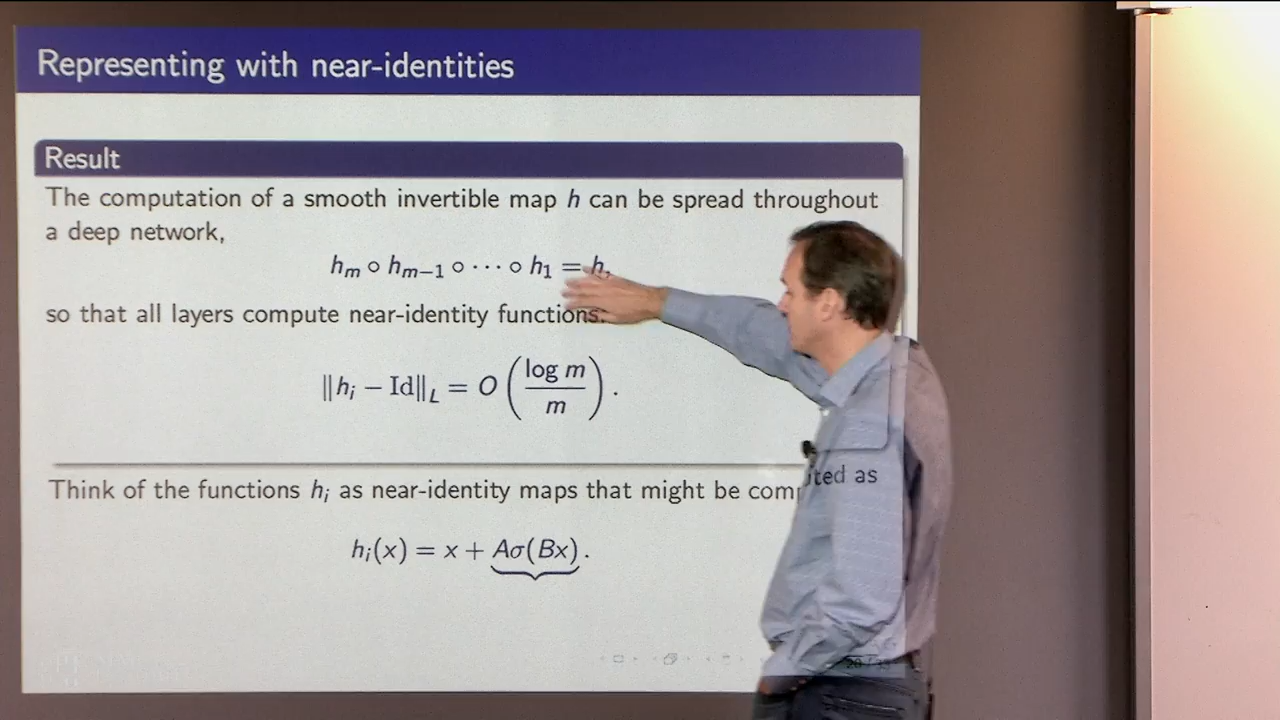 Representing with near-identities
Result
The computation of a smooth invertible map h can be spread throughout
a deep network,
h_m ∘ h_{m−1} ∘ ⋯ ∘ h_1 = h,
so that all layers compute near-identity functions:
‖h_i − Id‖_L = O(log m / m).
Think of the functions h_i as near-identity maps that might be computed as
h_i(x) = x + Aσ(Bx).